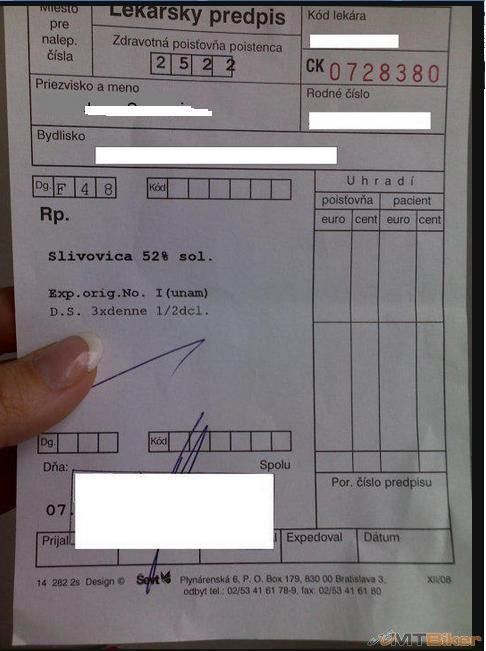 Miesto
pre
nalep.
čísla
Lekársky predpis
Zdravotná poisťovňa poistenca
2 5 2 2
Kód lekára
CK 0728380
Priezvisko a meno
Rodné číslo
Bydlisko
Dg. F 4 8
Kód
Uhradí
poisťovňa pacient
euro cent euro cent
Rp.
Slivovica 52% sol.
Exp.orig.No. I(unam)
D.S. 3xdenne 1/2dcl.
Dg.
Kód
Dňa:
Spolu
07.
Por. číslo predpisu
Prijal
Expedoval
Dátum
14 282 2s Design © Ševt Plynárenská 6, P. O. Box 179, 830 00 Bratislava 3, XII/08
odbyt tel.: 02/53 41 61 78-9, fax: 02/53 41 61 80
MTBiker